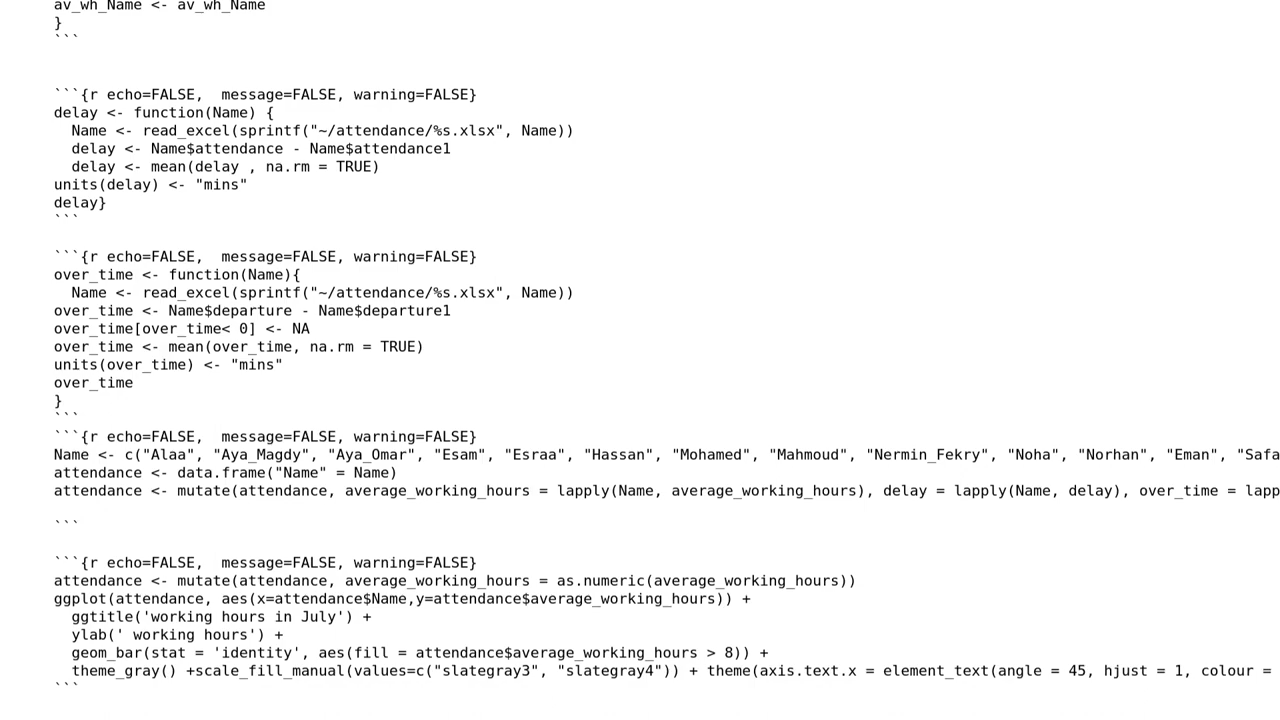 av_wh_Name <- av_wh_Name
}
```
```{r echo=FALSE,  message=FALSE, warning=FALSE}
delay <- function(Name) {
  Name <- read_excel(sprintf("~/attendance/%s.xlsx", Name))
  delay <- Name$attendance - Name$attendance1
  delay <- mean(delay , na.rm = TRUE)
units(delay) <- "mins"
delay}
```
```{r echo=FALSE,  message=FALSE, warning=FALSE}
over_time <- function(Name){
  Name <- read_excel(sprintf("~/attendance/%s.xlsx", Name))
over_time <- Name$departure - Name$departure1
over_time[over_time< 0] <- NA
over_time <- mean(over_time, na.rm = TRUE)
units(over_time) <- "mins"
over_time
}
```
```{r echo=FALSE,  message=FALSE, warning=FALSE}
Name <- c("Alaa", "Aya_Magdy", "Aya_Omar", "Esam", "Esraa", "Hassan", "Mohamed", "Mahmoud", "Nermin_Fekry", "Noha", "Norhan", "Eman", "Safa
attendance <- data.frame("Name" = Name)
attendance <- mutate(attendance, average_working_hours = lapply(Name, average_working_hours), delay = lapply(Name, delay), over_time = lapp
```
```{r echo=FALSE,  message=FALSE, warning=FALSE}
attendance <- mutate(attendance, average_working_hours = as.numeric(average_working_hours))
ggplot(attendance, aes(x=attendance$Name,y=attendance$average_working_hours)) +
  ggtitle('working hours in July') +
  ylab(' working hours') +
  geom_bar(stat = 'identity', aes(fill = attendance$average_working_hours > 8)) +
  theme_gray() +scale_fill_manual(values=c("slategray3", "slategray4")) + theme(axis.text.x = element_text(angle = 45, hjust = 1, colour =
```